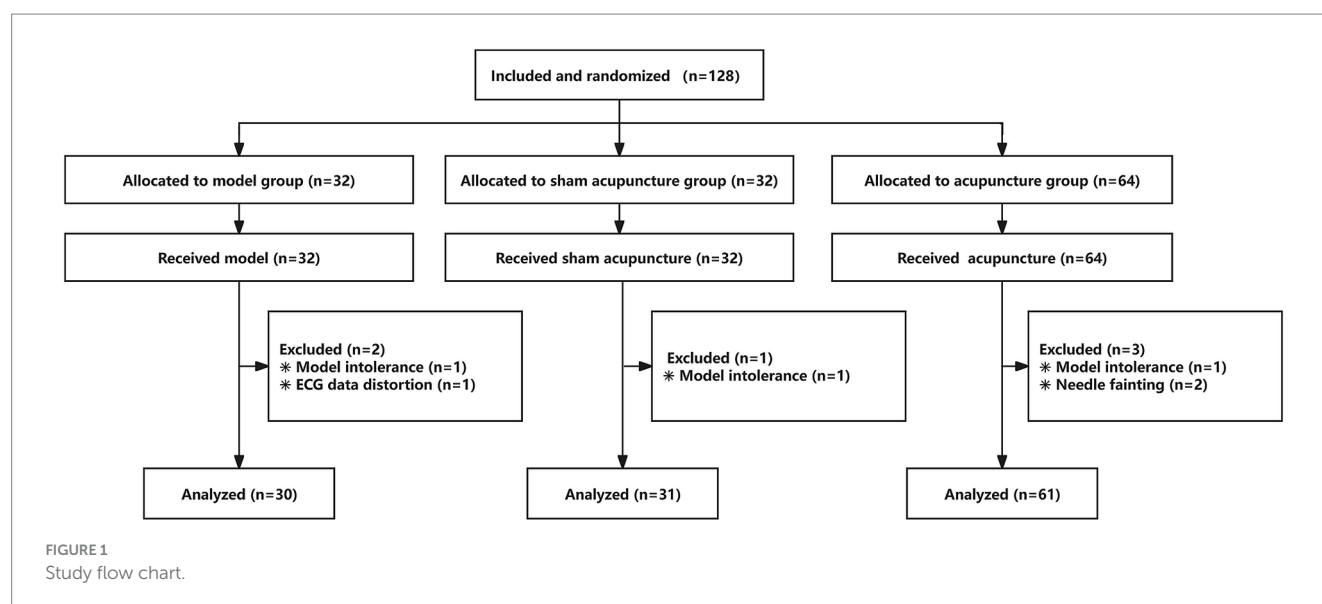 Included and randomized (n=128)
Allocated to model group (n=32)
Allocated to sham acupuncture group (n=32)
Allocated to acupuncture group (n=64)
Received model (n=32)
Received sham acupuncture (n=32)
Received acupuncture (n=64)
Excluded (n=2)
✳ Model intolerance (n=1)
✳ ECG data distortion (n=1)
Excluded (n=1)
✳ Model intolerance (n=1)
Excluded (n=3)
✳ Model intolerance (n=1)
✳ Needle fainting (n=2)
Analyzed (n=30)
Analyzed (n=31)
Analyzed (n=61)
FIGURE 1
Study flow chart.